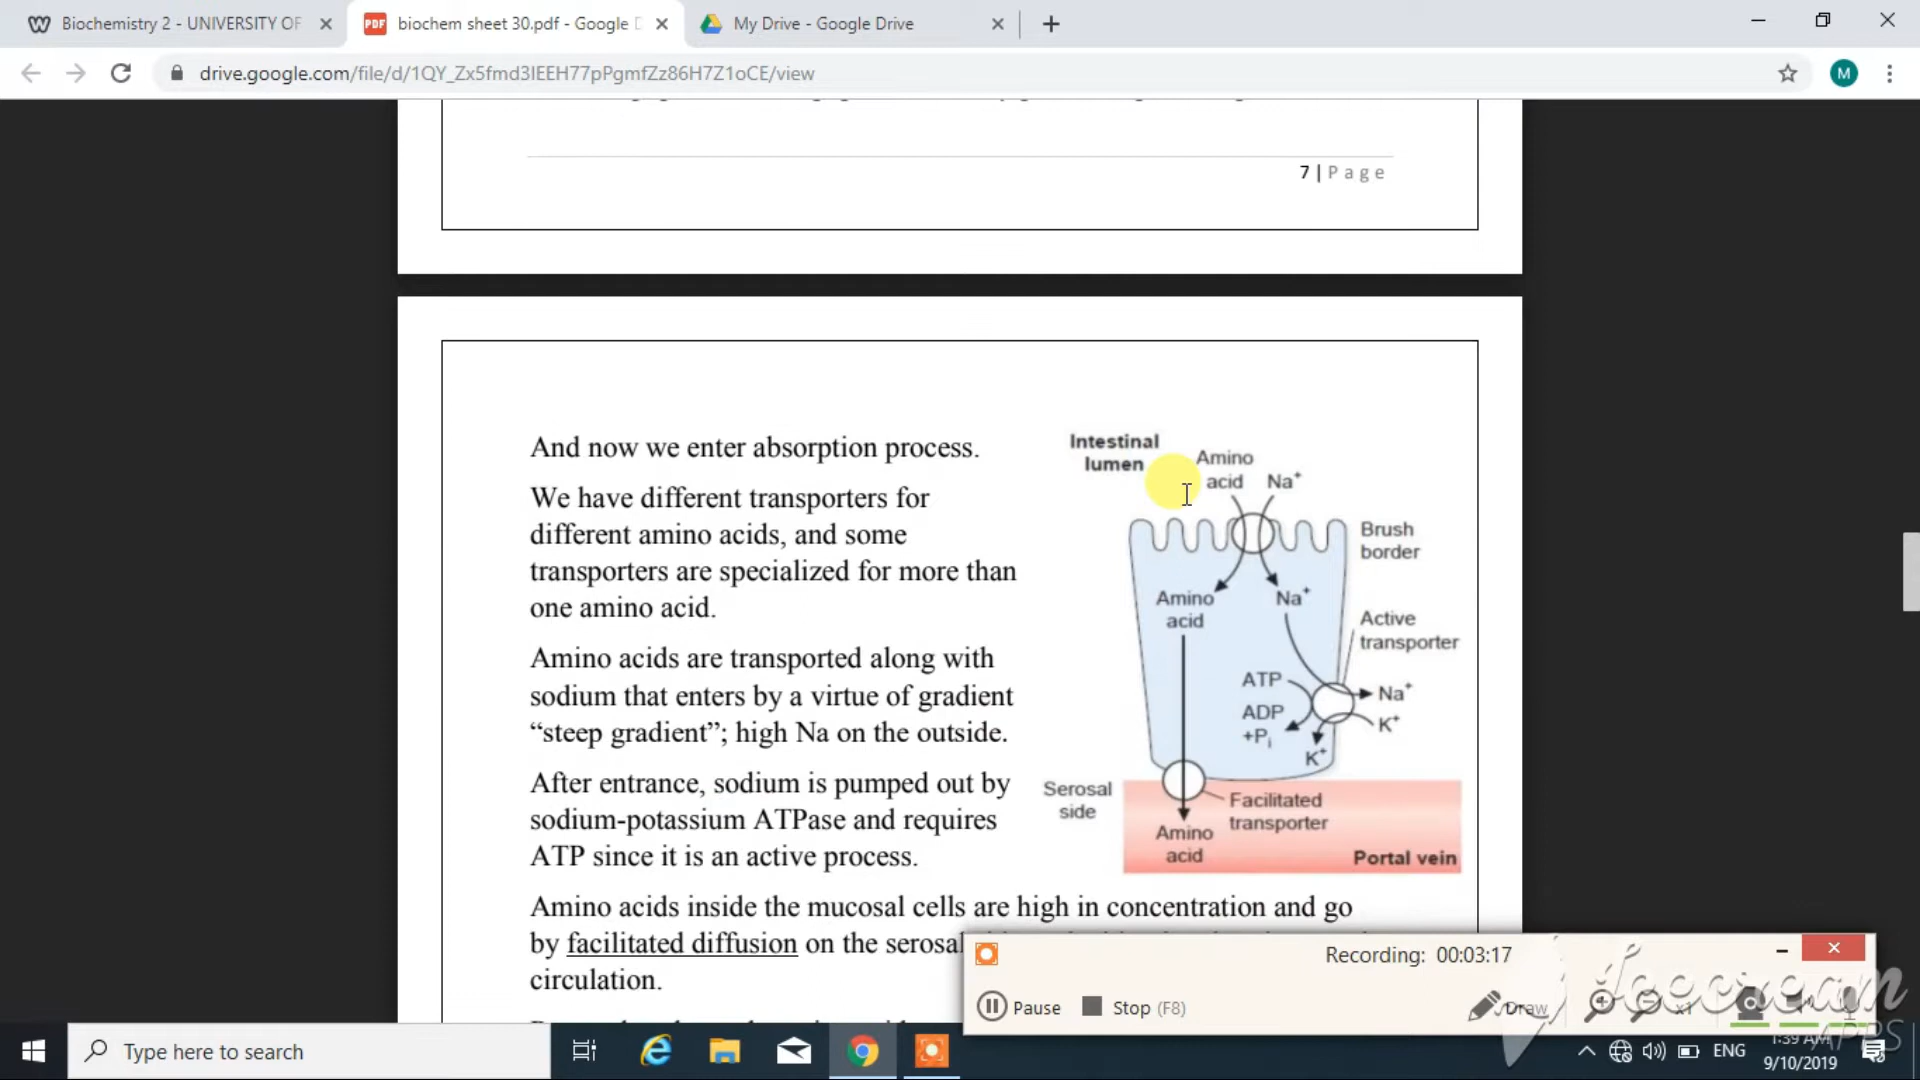 Biochemistry 2 - UNIVERSITY OF
biochem sheet 30.pdf - Google D
My Drive - Google Drive
drive.google.com/file/d/1QY_Zx5fmd3IEEH77pPgmfZz86H7Z1oCE/view
M
7 | Page
And now we enter absorption process.
We have different transporters for
different amino acids, and some
transporters are specialized for more than
one amino acid.
Amino acids are transported along with
sodium that enters by a virtue of gradient
“steep gradient”; high Na on the outside.
After entrance, sodium is pumped out by
sodium-potassium ATPase and requires
ATP since it is an active process.
Amino acids inside the mucosal cells are high in concentration and go
by facilitated diffusion on the serosal
circulation.
Intestinal
lumen
Amino
acid
Na+
Brush
border
Amino
acid
Na+
Active
transporter
ATP
ADP
+Pi
Na+
K+
K+
Serosal
side
Facilitated
transporter
Amino
acid
Portal vein
Recording: 00:03:17
Pause
Stop (F8)
Draw
x1
Icecream
APPS
Type here to search
ENG
1:39 AM
9/10/2019